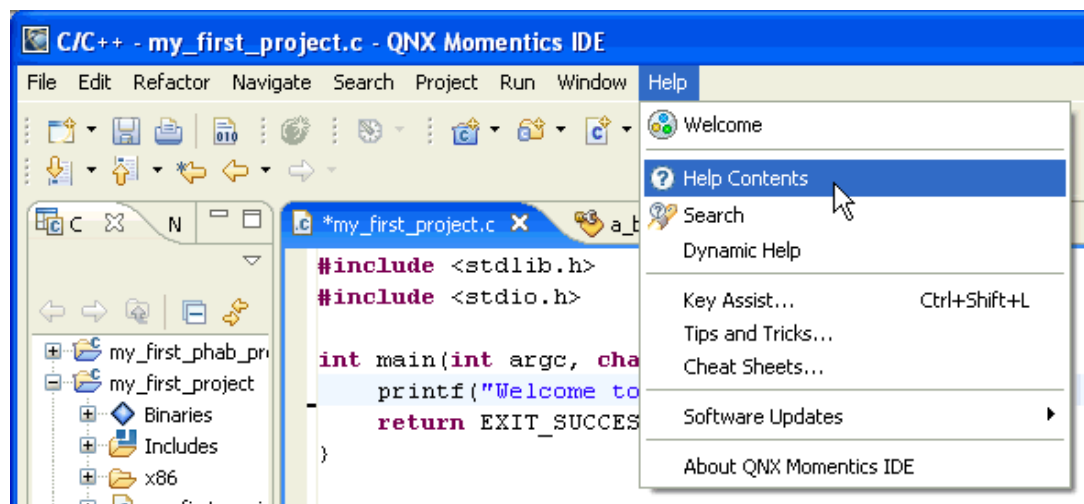 C/C++ - my_first_project.c - QNX Momentics IDE
File Edit Refactor Navigate Search Project Run Window Help
010
Welcome
Help Contents
Search
Dynamic Help
Key Assist... Ctrl+Shift+L
Tips and Tricks...
Cheat Sheets...
Software Updates
About QNX Momentics IDE
C N
*my_first_project.c a_b
#include <stdlib.h>
#include <stdio.h>
int main(int argc, cha
printf("Welcome to
return EXIT_SUCCES
}
my_first_phab_pr
my_first_project
Binaries
Includes
x86